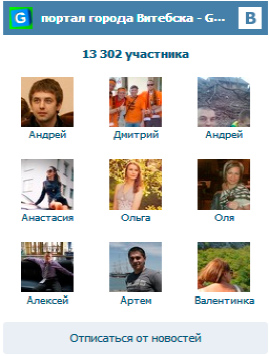 G портал города Витебска - G... B
13 302 участника
Андрей Дмитрий Андрей
Анастасия Ольга Оля
Алексей Артем Валентинка
Отписаться от новостей